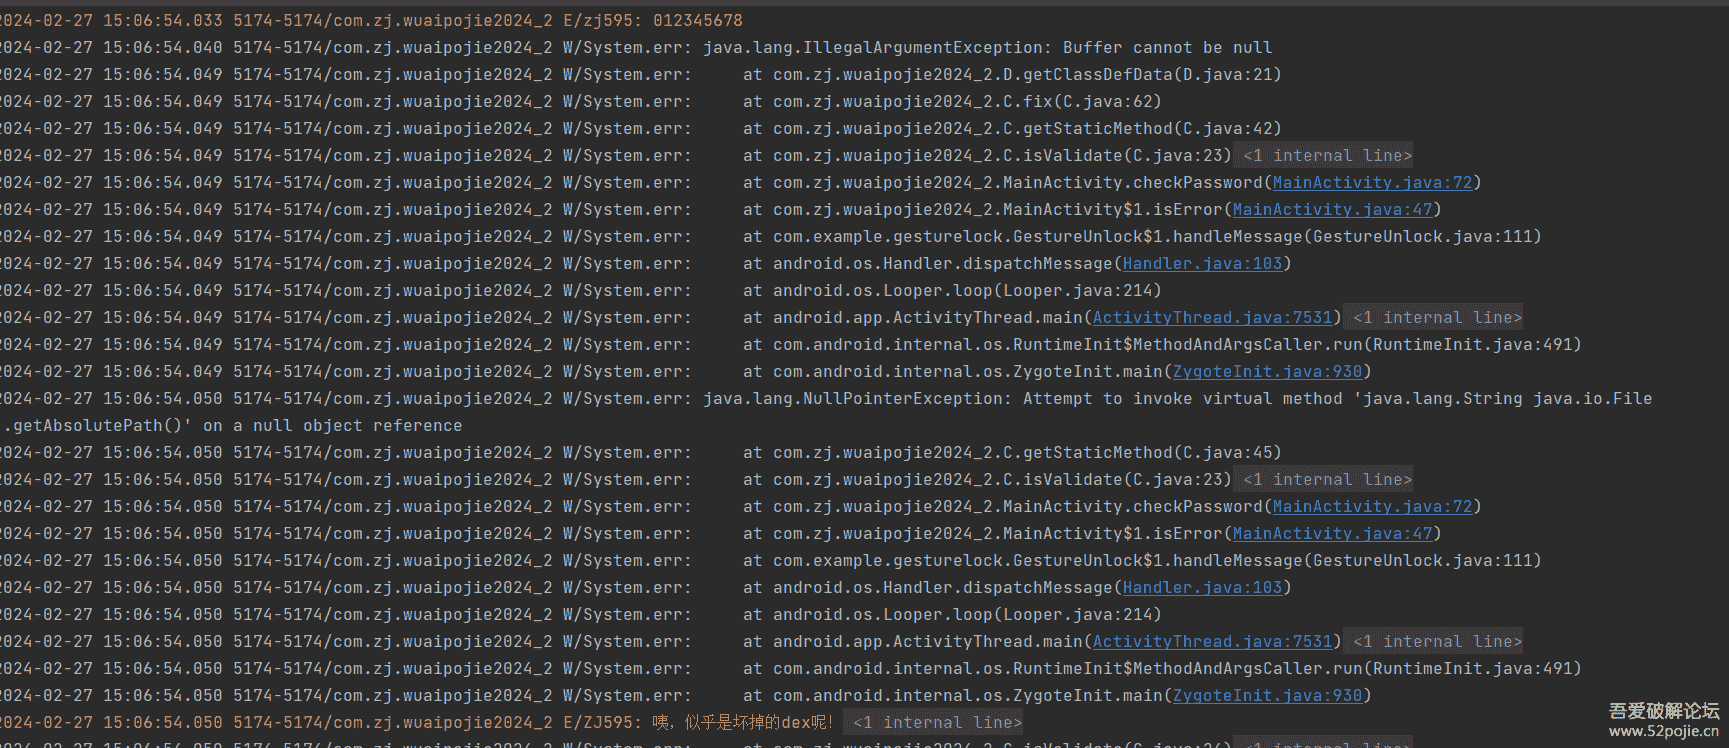 2024-02-27 15:06:54.033 5174-5174/com.zj.wuaipojie2024_2 E/zj595: 012345678
2024-02-27 15:06:54.040 5174-5174/com.zj.wuaipojie2024_2 W/System.err: java.lang.IllegalArgumentException: Buffer cannot be null
2024-02-27 15:06:54.049 5174-5174/com.zj.wuaipojie2024_2 W/System.err:     at com.zj.wuaipojie2024_2.D.getClassDefData(D.java:21)
2024-02-27 15:06:54.049 5174-5174/com.zj.wuaipojie2024_2 W/System.err:     at com.zj.wuaipojie2024_2.C.fix(C.java:62)
2024-02-27 15:06:54.049 5174-5174/com.zj.wuaipojie2024_2 W/System.err:     at com.zj.wuaipojie2024_2.C.getStaticMethod(C.java:42)
2024-02-27 15:06:54.049 5174-5174/com.zj.wuaipojie2024_2 W/System.err:     at com.zj.wuaipojie2024_2.C.isValidate(C.java:23) <1 internal line>
2024-02-27 15:06:54.049 5174-5174/com.zj.wuaipojie2024_2 W/System.err:     at com.zj.wuaipojie2024_2.MainActivity.checkPassword(MainActivity.java:72)
2024-02-27 15:06:54.049 5174-5174/com.zj.wuaipojie2024_2 W/System.err:     at com.zj.wuaipojie2024_2.MainActivity$1.isError(MainActivity.java:47)
2024-02-27 15:06:54.049 5174-5174/com.zj.wuaipojie2024_2 W/System.err:     at com.example.gesturelock.GestureUnlock$1.handleMessage(GestureUnlock.java:111)
2024-02-27 15:06:54.049 5174-5174/com.zj.wuaipojie2024_2 W/System.err:     at android.os.Handler.dispatchMessage(Handler.java:103)
2024-02-27 15:06:54.049 5174-5174/com.zj.wuaipojie2024_2 W/System.err:     at android.os.Looper.loop(Looper.java:214)
2024-02-27 15:06:54.049 5174-5174/com.zj.wuaipojie2024_2 W/System.err:     at android.app.ActivityThread.main(ActivityThread.java:7531) <1 internal line>
2024-02-27 15:06:54.049 5174-5174/com.zj.wuaipojie2024_2 W/System.err:     at com.android.internal.os.RuntimeInit$MethodAndArgsCaller.run(RuntimeInit.java:491)
2024-02-27 15:06:54.049 5174-5174/com.zj.wuaipojie2024_2 W/System.err:     at com.android.internal.os.ZygoteInit.main(ZygoteInit.java:930)
2024-02-27 15:06:54.050 5174-5174/com.zj.wuaipojie2024_2 W/System.err: java.lang.NullPointerException: Attempt to invoke virtual method 'java.lang.String java.io.File
.getAbsolutePath()' on a null object reference
2024-02-27 15:06:54.050 5174-5174/com.zj.wuaipojie2024_2 W/System.err:     at com.zj.wuaipojie2024_2.C.getStaticMethod(C.java:45)
2024-02-27 15:06:54.050 5174-5174/com.zj.wuaipojie2024_2 W/System.err:     at com.zj.wuaipojie2024_2.C.isValidate(C.java:23) <1 internal line>
2024-02-27 15:06:54.050 5174-5174/com.zj.wuaipojie2024_2 W/System.err:     at com.zj.wuaipojie2024_2.MainActivity.checkPassword(MainActivity.java:72)
2024-02-27 15:06:54.050 5174-5174/com.zj.wuaipojie2024_2 W/System.err:     at com.zj.wuaipojie2024_2.MainActivity$1.isError(MainActivity.java:47)
2024-02-27 15:06:54.050 5174-5174/com.zj.wuaipojie2024_2 W/System.err:     at com.example.gesturelock.GestureUnlock$1.handleMessage(GestureUnlock.java:111)
2024-02-27 15:06:54.050 5174-5174/com.zj.wuaipojie2024_2 W/System.err:     at android.os.Handler.dispatchMessage(Handler.java:103)
2024-02-27 15:06:54.050 5174-5174/com.zj.wuaipojie2024_2 W/System.err:     at android.os.Looper.loop(Looper.java:214)
2024-02-27 15:06:54.050 5174-5174/com.zj.wuaipojie2024_2 W/System.err:     at android.app.ActivityThread.main(ActivityThread.java:7531) <1 internal line>
2024-02-27 15:06:54.050 5174-5174/com.zj.wuaipojie2024_2 W/System.err:     at com.android.internal.os.RuntimeInit$MethodAndArgsCaller.run(RuntimeInit.java:491)
2024-02-27 15:06:54.050 5174-5174/com.zj.wuaipojie2024_2 W/System.err:     at com.android.internal.os.ZygoteInit.main(ZygoteInit.java:930)
2024-02-27 15:06:54.050 5174-5174/com.zj.wuaipojie2024_2 E/ZJ595: 咦，似乎是坏掉的dex呢！ <1 internal line>
吾爱破解论坛
www.52pojie.cn